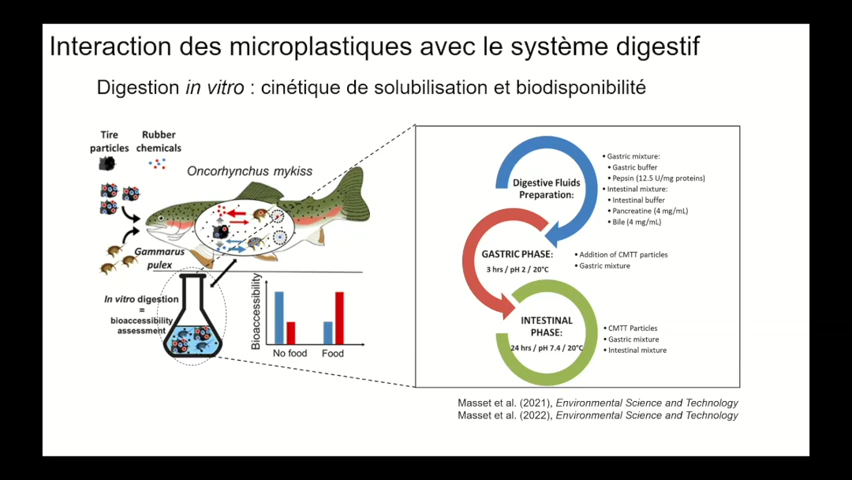 Interaction des microplastiques avec le système digestif
Digestion in vitro : cinétique de solubilisation et biodisponibilité
Tire
particles
Rubber
chemicals
Oncorhynchus mykiss
Gammarus
pulex
In vitro digestion
=
bioaccessibility
assessment
Bioaccessibility
No food
Food
Digestive Fluids
Preparation:
• Gastric mixture:
• Gastric buffer
• Pepsin (12.5 U/mg proteins)
• Intestinal mixture:
• Intestinal buffer
• Pancreatine (4 mg/mL)
• Bile (4 mg/mL)
GASTRIC PHASE:
3 hrs / pH 2 / 20°C
• Addition of CMTT particles
• Gastric mixture
INTESTINAL
PHASE:
24 hrs / pH 7.4 / 20°C
• CMTT Particles
• Gastric mixture
• Intestinal mixture
Masset et al. (2021), Environmental Science and Technology
Masset et al. (2022), Environmental Science and Technology